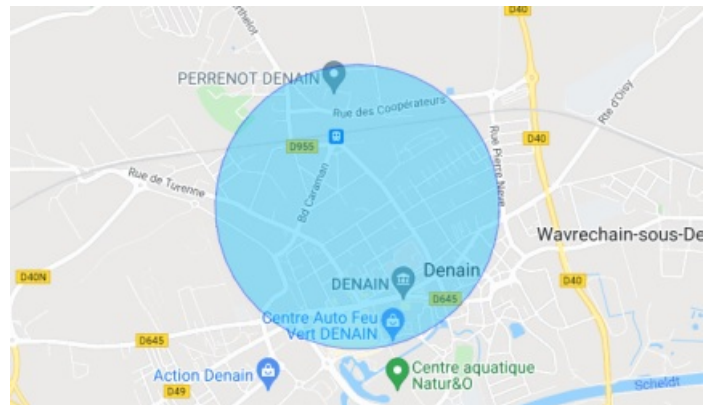 D40
Berthelot
PERRENOT DENAIN
Rue des Coopérateurs
Rte d'Oisy
D955
D40
Rue Pierre Neve
Rue de Turenne
Bd Caraman
Wavrechain-sous-De
DENAIN
Denain
D40N
D40
D645
Centre Auto Feu
Vert DENAIN
D645
Centre aquatique
Natur&O
Action Denain
Scheldt
D49